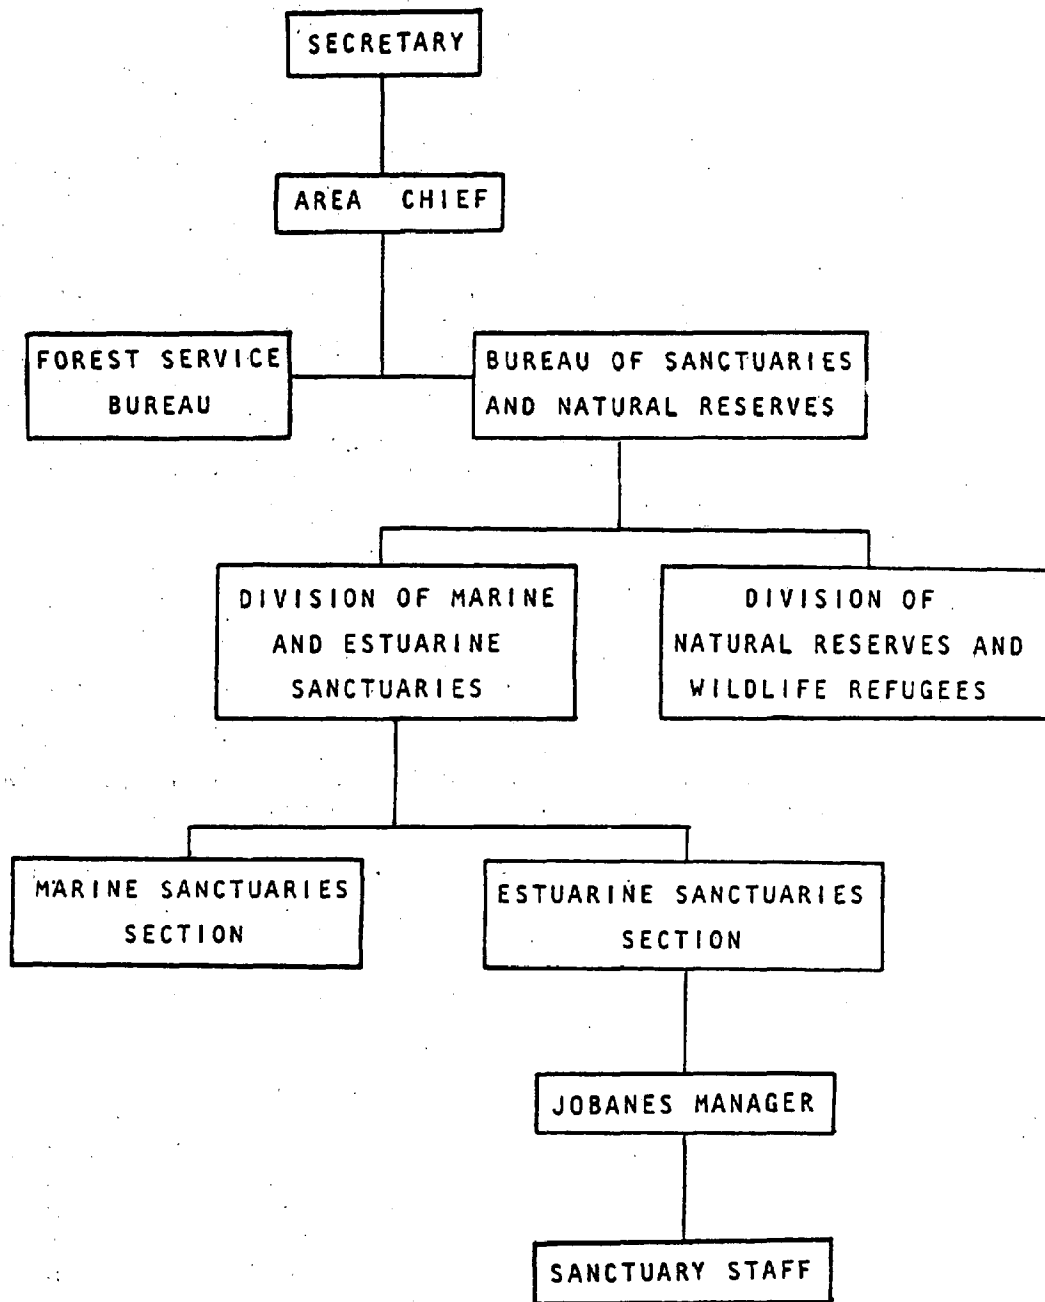 SECRETARY
AREA CHIEF
FOREST SERVICE
BUREAU
BUREAU OF SANCTUARIES
AND NATURAL RESERVES
DIVISION OF MARINE
AND ESTUARINE
SANCTUARIES
DIVISION OF
NATURAL RESERVES AND
WILDLIFE REFUGEES
MARINE SANCTUARIES
SECTION
ESTUARINE SANCTUARIES
SECTION
JOBANES MANAGER
SANCTUARY STAFF